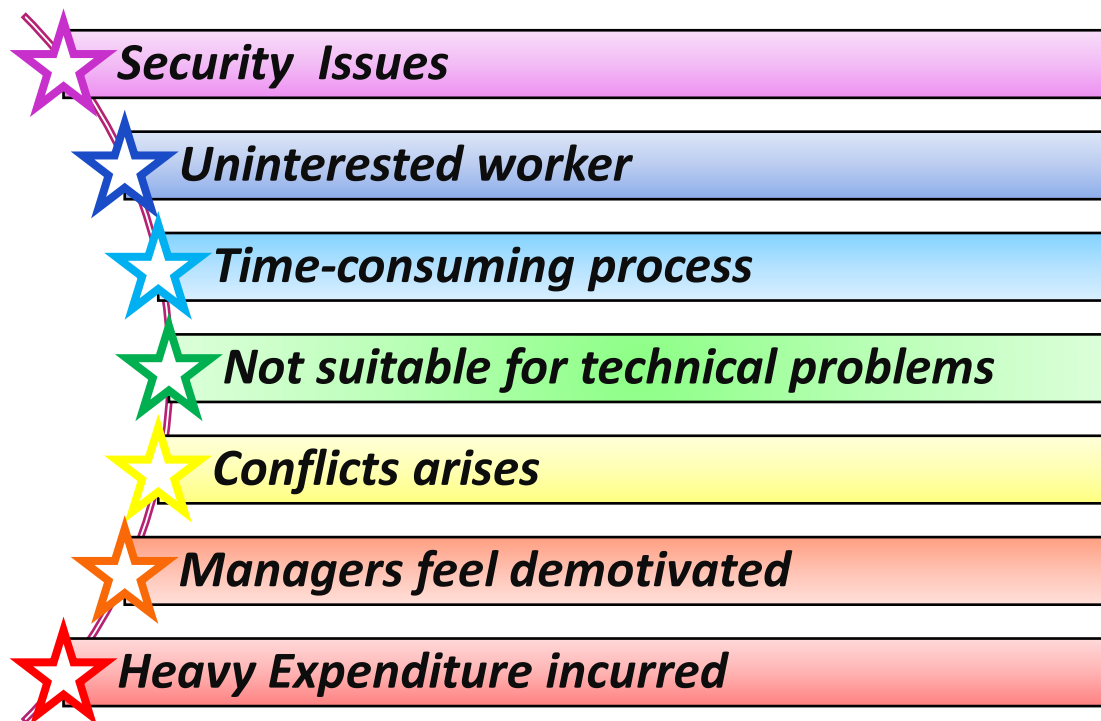 Security Issues
Uninterested worker
Time-consuming process
Not suitable for technical problems
Conflicts arises
Managers feel demotivated
Heavy Expenditure incurred